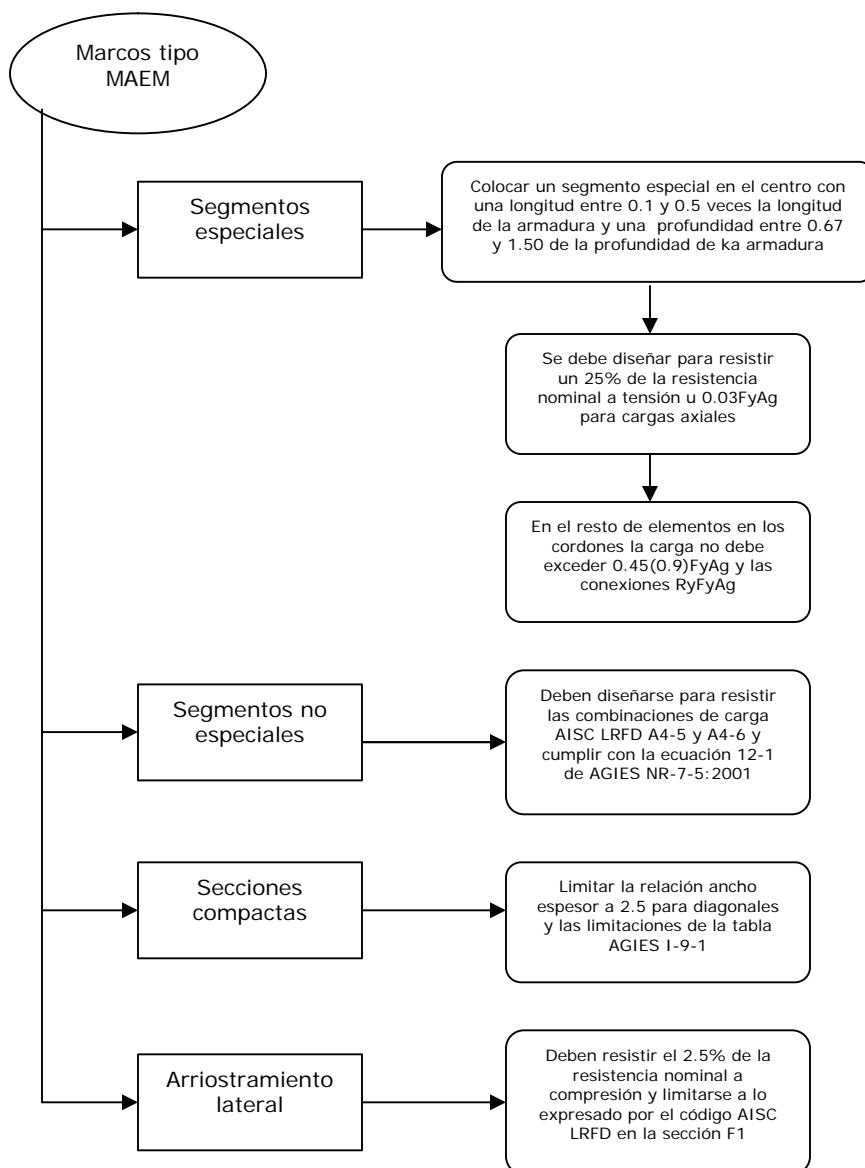 Marcos tipo
MAEM
Segmentos
especiales
Colocar un segmento especial en el centro con
una longitud entre 0.1 y 0.5 veces la longitud
de la armadura y una profundidad entre 0.67
y 1.50 de la profundidad de ka armadura
Se debe diseñar para resistir
un 25% de la resistencia
nominal a tensión u 0.03FyAg
para cargas axiales
En el resto de elementos en los
cordones la carga no debe
exceder 0.45(0.9)FyAg y las
conexiones RyFyAg
Segmentos no
especiales
Deben diseñarse para resistir
las combinaciones de carga
AISC LRFD A4-5 y A4-6 y
cumplir con la ecuación 12-1
de AGIES NR-7-5:2001
Secciones
compactas
Limitar la relación ancho
espesor a 2.5 para diagonales
y las limitaciones de la tabla
AGIES I-9-1
Arriostramiento
lateral
Deben resistir el 2.5% de la
resistencia nominal a
compresión y limitarse a lo
expresado por el código AISC
LRFD en la sección F1